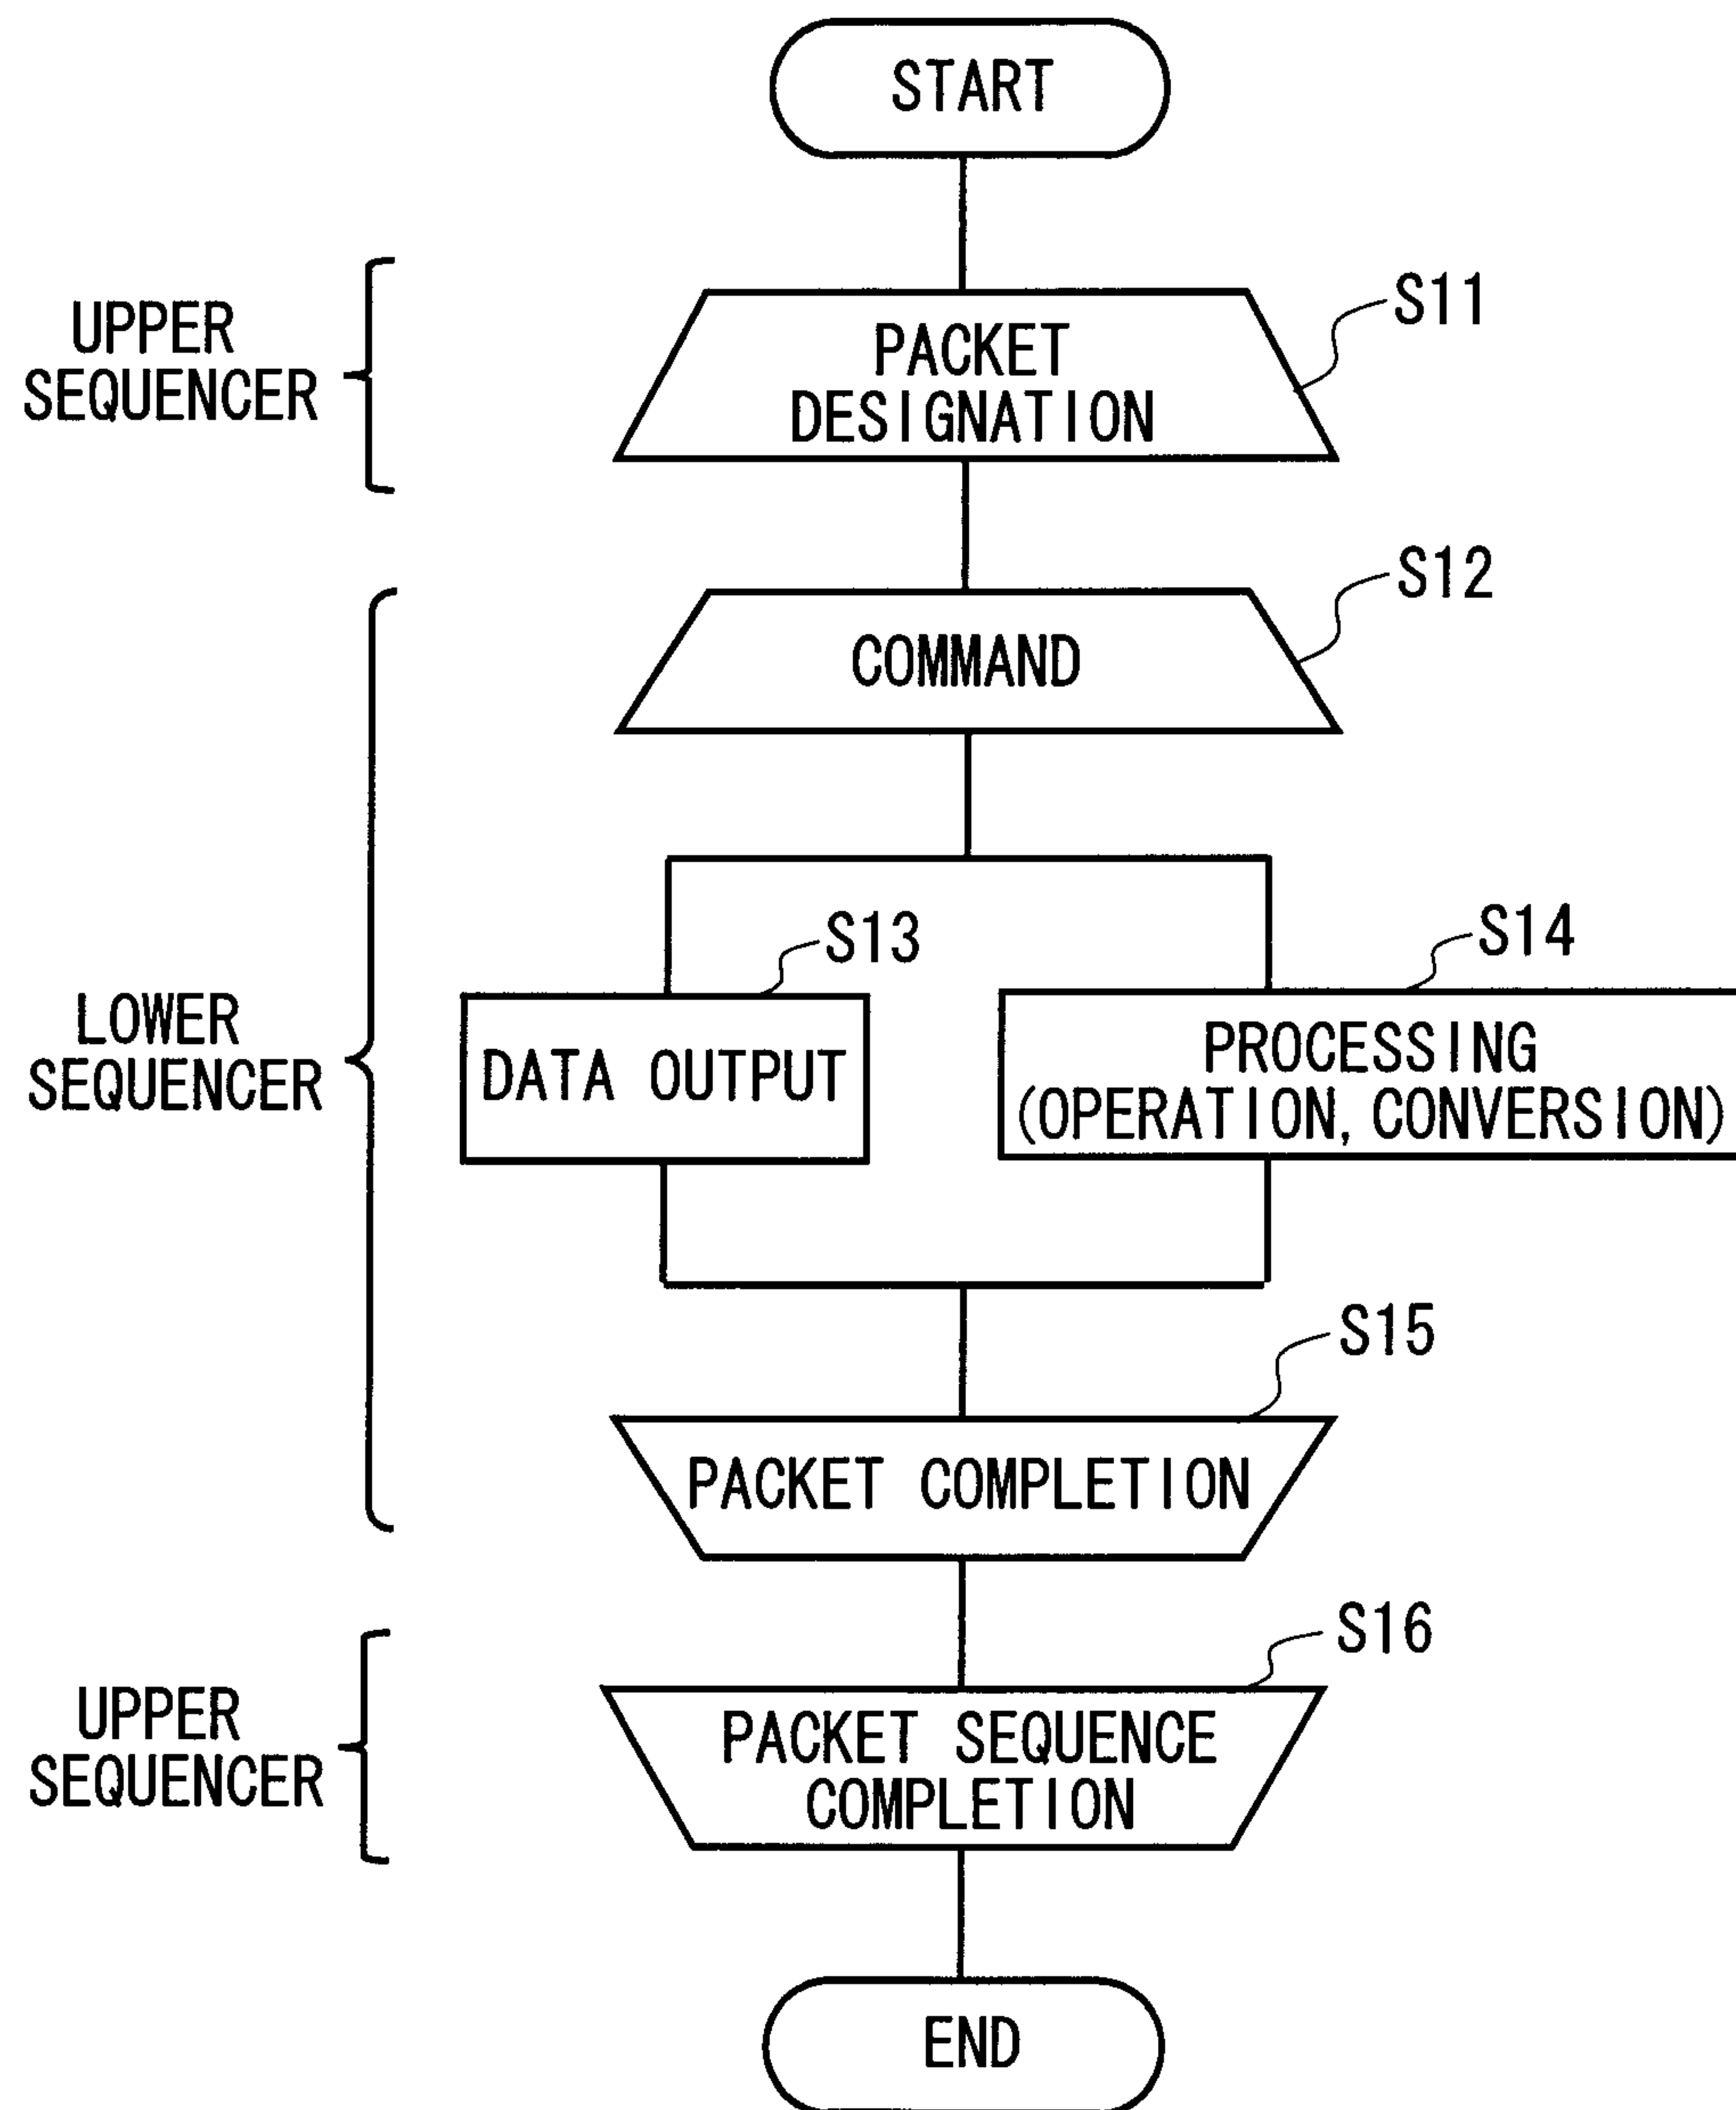 START
S11
UPPER
SEQUENCER
PACKET
DESIGNATION
S12
COMMAND
S13
S14
LOWER
SEQUENCER
DATA OUTPUT
PROCESSING
(OPERATION, CONVERSION)
S15
PACKET COMPLETION
S16
UPPER
SEQUENCER
PACKET SEQUENCE
COMPLETION
END